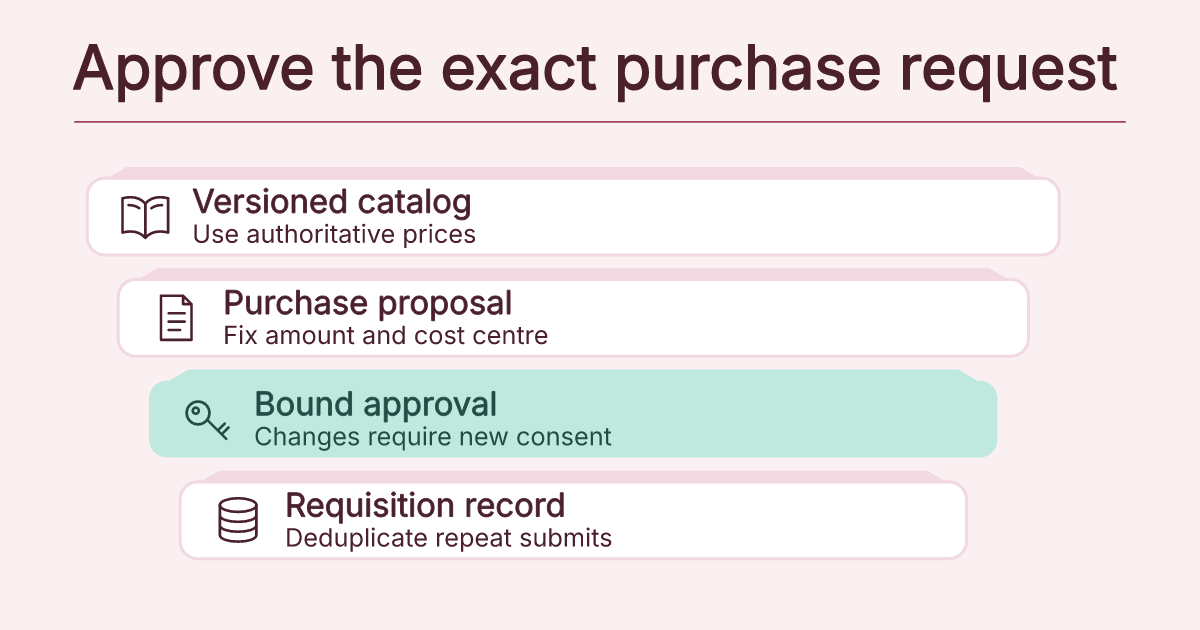 Approve the exact purchase request
Versioned catalog
Use authoritative prices
Purchase proposal
Fix amount and cost centre
Bound approval
Changes require new consent
Requisition record
Deduplicate repeat submits